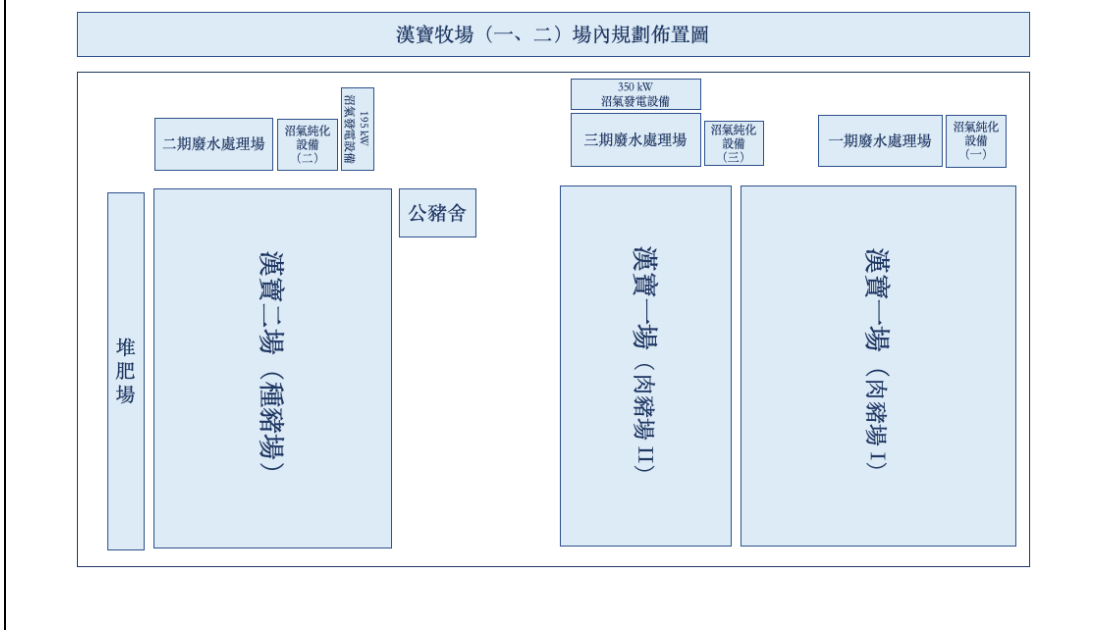 漢寶牧場（一、二）場內規劃佈置圖
350 kW
沼氣發電設備
195 kW
沼氣發電設備
二期廢水處理場
沼氣純化
設備
（二）
三期廢水處理場
沼氣純化
設備
（三）
一期廢水處理場
沼氣純化
設備
（一）
堆肥場
漢寶二場（種豬場）
公豬舍
漢寶一場（肉豬場 II）
漢寶一場（肉豬場 I）